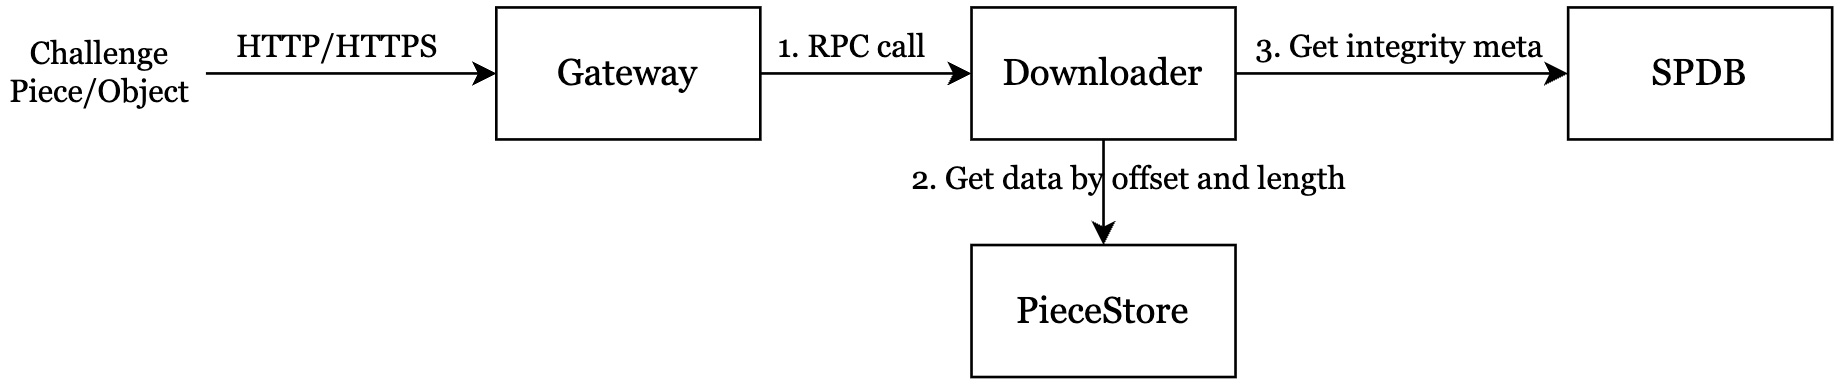 Challenge
Piece/Object
HTTP/HTTPS
Gateway
1. RPC call
Downloader
3. Get integrity meta
SPDB
2. Get data by offset and length
PieceStore